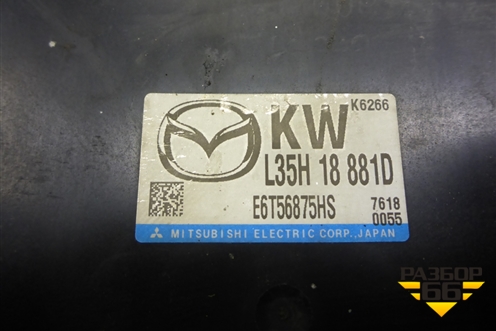 K6266
KW
L35H 18 881D
E6T56875HS
7618
0055
MITSUBISHI ELECTRIC CORP., JAPAN
РАЗБОР
66